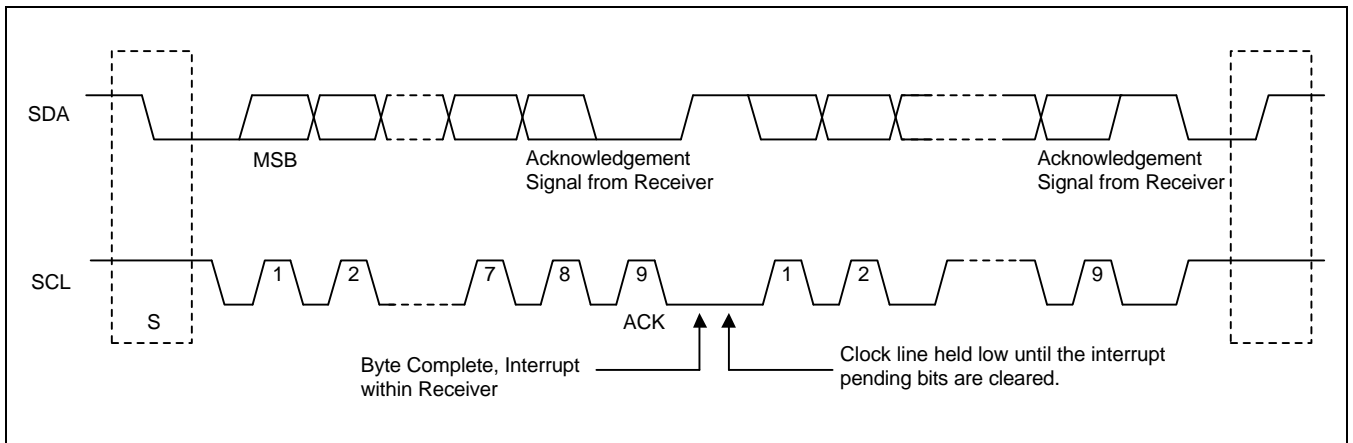 SDA
MSB
Acknowledgement
Signal from Receiver
Acknowledgement
Signal from Receiver
SCL
1
2
7
8
9
1
2
9
S
ACK
Byte Complete, Interrupt
within Receiver
Clock line held low until the interrupt
pending bits are cleared.